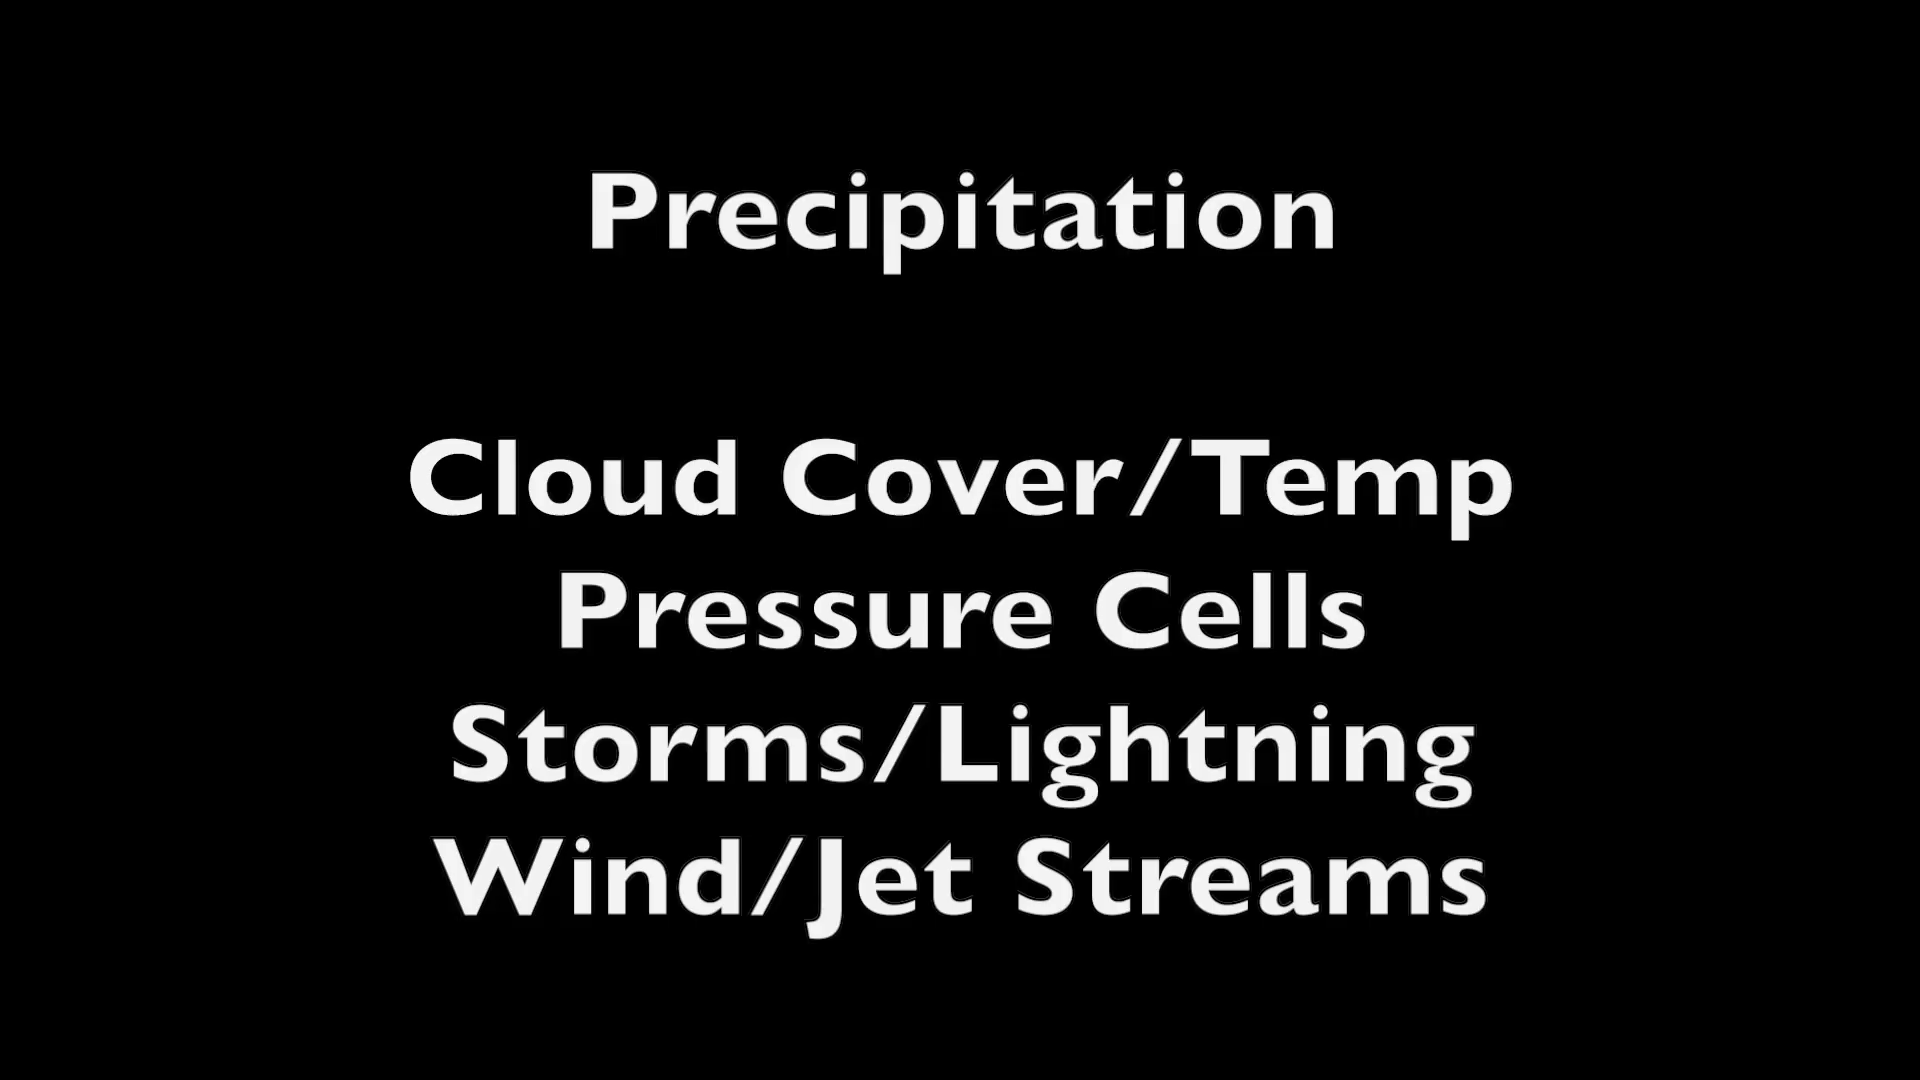 Precipitation
Cloud Cover/Temp
Pressure Cells
Storms/Lightning
Wind/Jet Streams